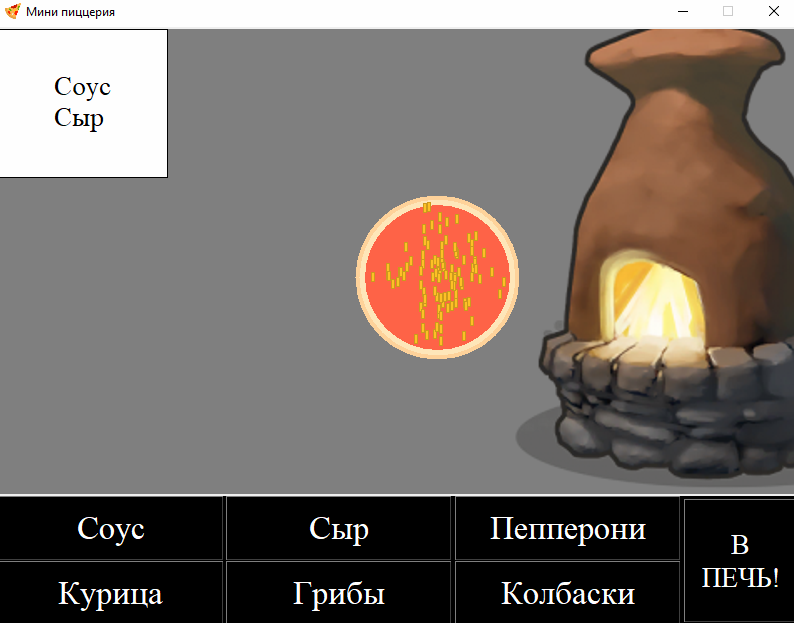 Мини пиццерия
Соус
Сыр
Соус
Сыр
Пепперони
В
ПЕЧЬ!
Курица
Грибы
Колбаски